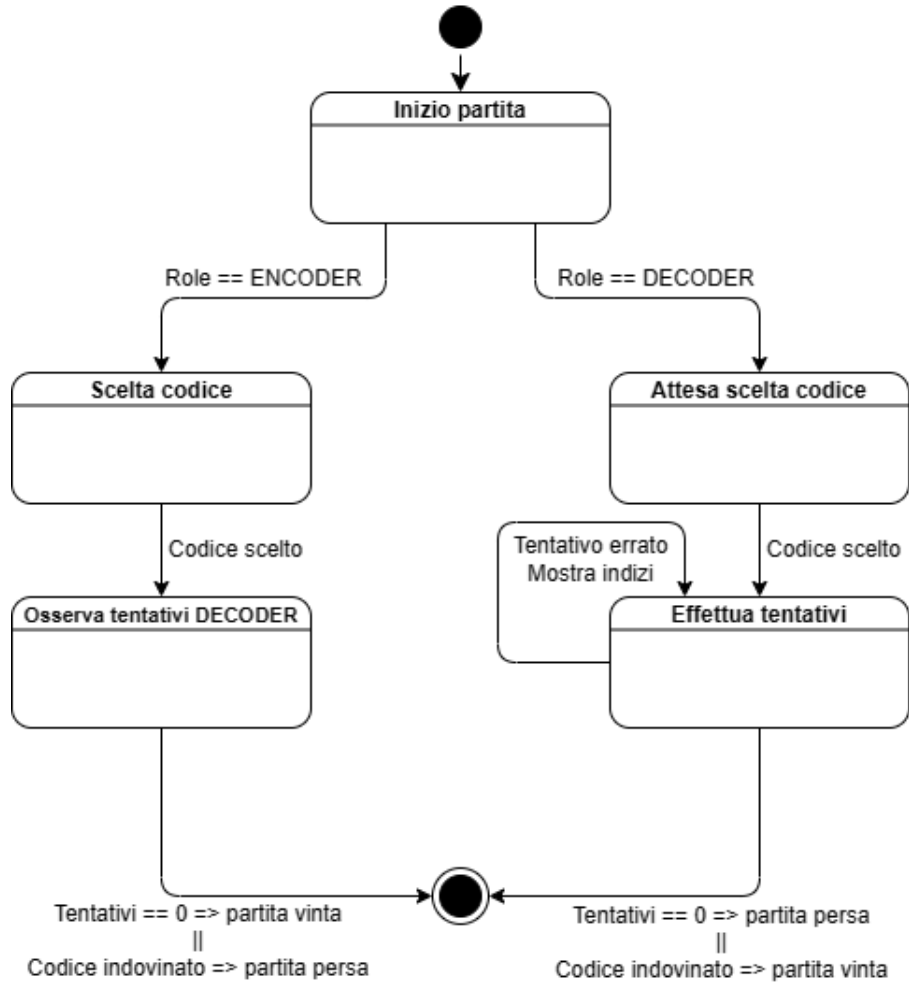 Inizio partita
Role == ENCODER
Role == DECODER
Scelta codice
Attesa scelta codice
Codice scelto
Tentativo errato
Mostra indizi
Codice scelto
Osserva tentativi DECODER
Effettua tentativi
Tentativi == 0 => partita vinta
||
Codice indovinato => partita persa
Tentativi == 0 => partita persa
||
Codice indovinato => partita vinta